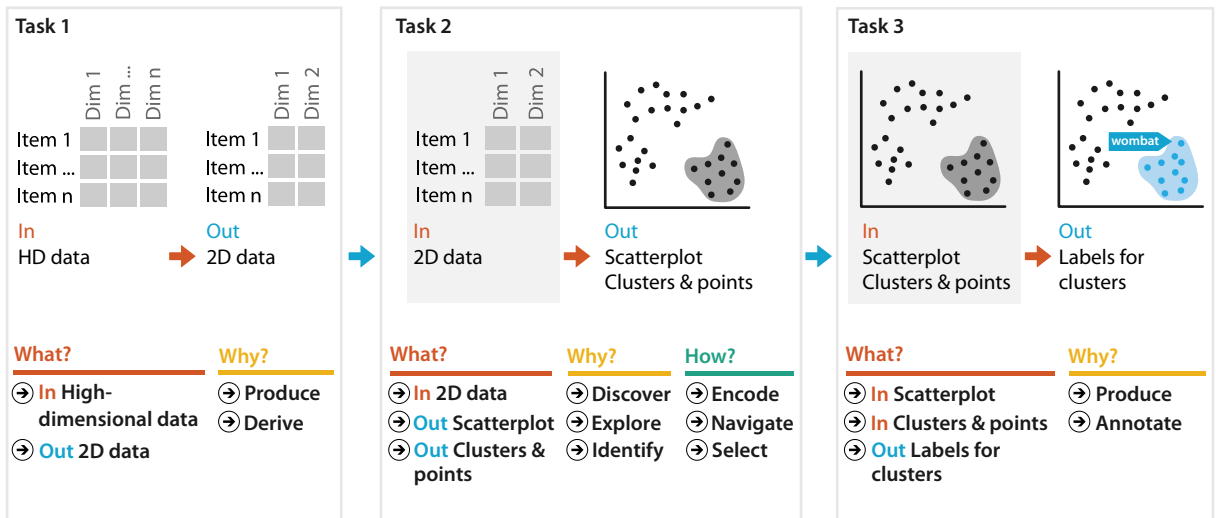 Task 1
Dim 1
Dim ...
Dim n
Item 1
Item ...
Item n
In
HD data
Dim 1
Dim 2
Item 1
Item ...
Item n
Out
2D data
What?
In High-
dimensional data
Out 2D data
Why?
Produce
Derive
Task 2
Dim 1
Dim 2
Item 1
Item ...
Item n
In
2D data
Out
Scatterplot
Clusters & points
What?
In 2D data
Out Scatterplot
Out Clusters &
points
Why?
Discover
Explore
Identify
How?
Encode
Navigate
Select
Task 3
In
Scatterplot
Clusters & points
wombat
Out
Labels for
clusters
What?
In Scatterplot
In Clusters & points
Out Labels for
clusters
Why?
Produce
Annotate